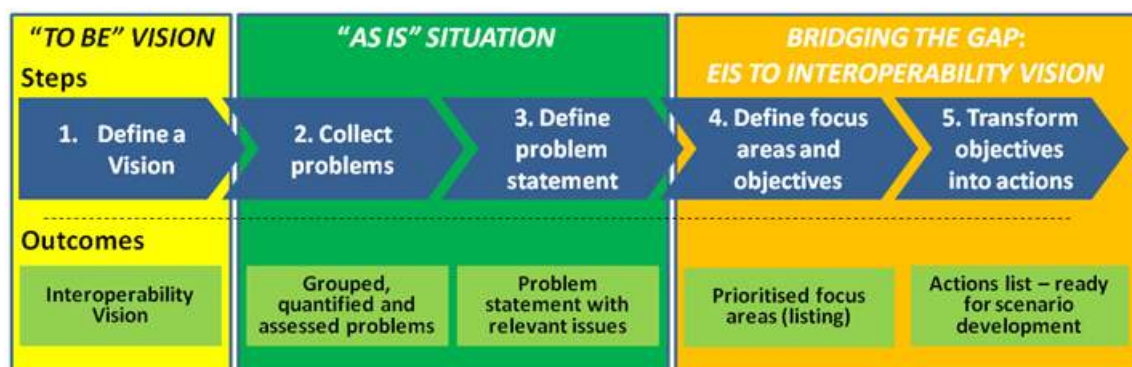 “TO BE” VISION
“AS IS” SITUATION
BRIDGING THE GAP:
EIS TO INTEROPERABILITY VISION
Steps
1. Define a
Vision
2. Collect
problems
3. Define
problem
statement
4. Define focus
areas and
objectives
5. Transform
objectives
into actions
Outcomes
Interoperability
Vision
Grouped,
quantified and
assessed problems
Problem
statement with
relevant issues
Prioritised focus
areas (listing)
Actions list – ready
for scenario
development